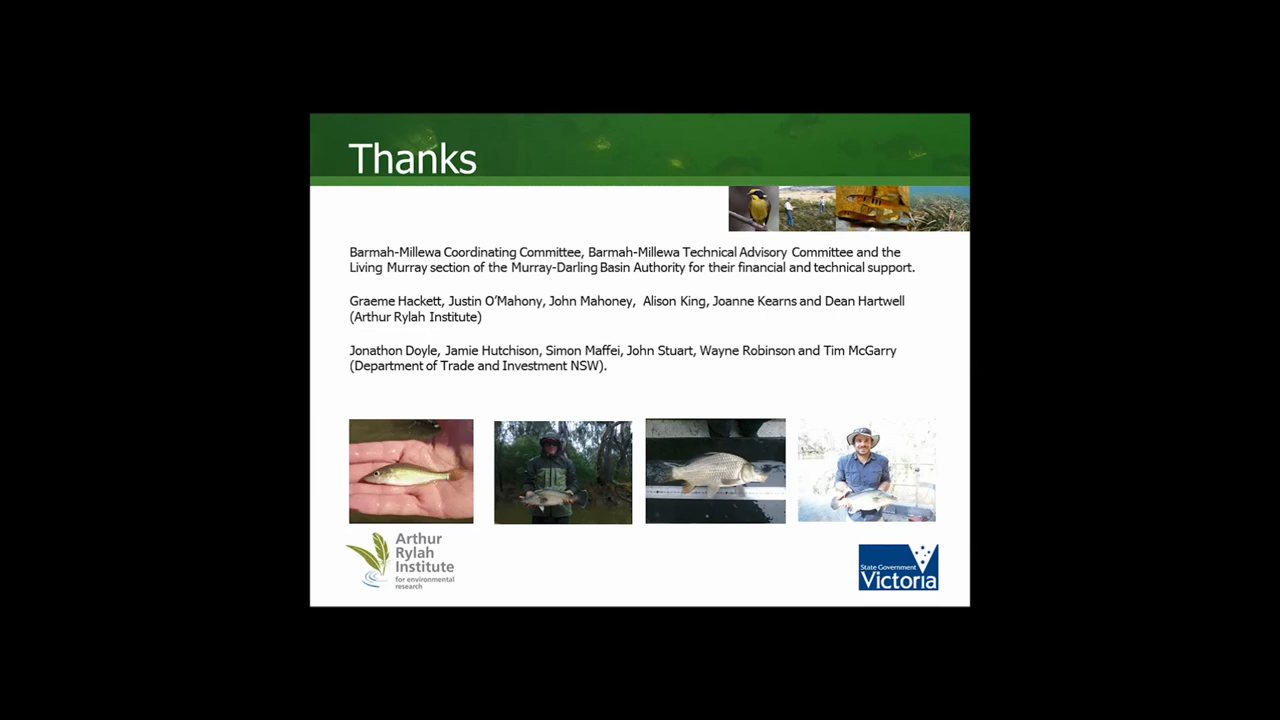 Thanks
Barmah-Millewa Coordinating Committee, Barmah-Millewa Technical Advisory Committee and the
Living Murray section of the Murray-Darling Basin Authority for their financial and technical support.
Graeme Hackett, Justin O’Mahony, John Mahoney, Alison King, Joanne Kearns and Dean Hartwell
(Arthur Rylah Institute)
Jonathon Doyle, Jamie Hutchison, Simon Maffei, John Stuart, Wayne Robinson and Tim McGarry
(Department of Trade and Investment NSW).
Arthur
Rylah
Institute
for environmental
research
State Government
Victoria